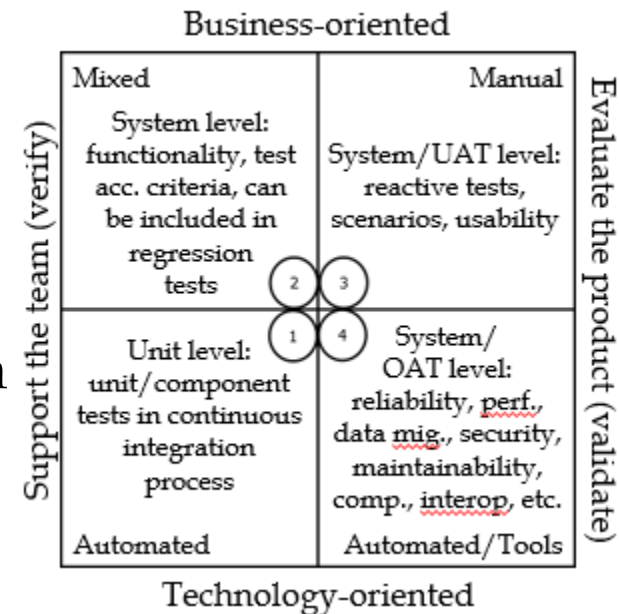 Business-oriented
Support the team (verify)
Mixed
System level:
functionality, test
acc. criteria, can
be included in
regression
tests
2
Manual
System/UAT level:
reactive tests,
scenarios, usability
3
Evaluate the product (validate)
1
Unit level:
unit/component
tests in continuous
integration
process
Automated
4
System/
OAT level:
reliability, perf.,
data mig., security,
maintainability,
comp., interop, etc.
Automated/Tools
Technology-oriented